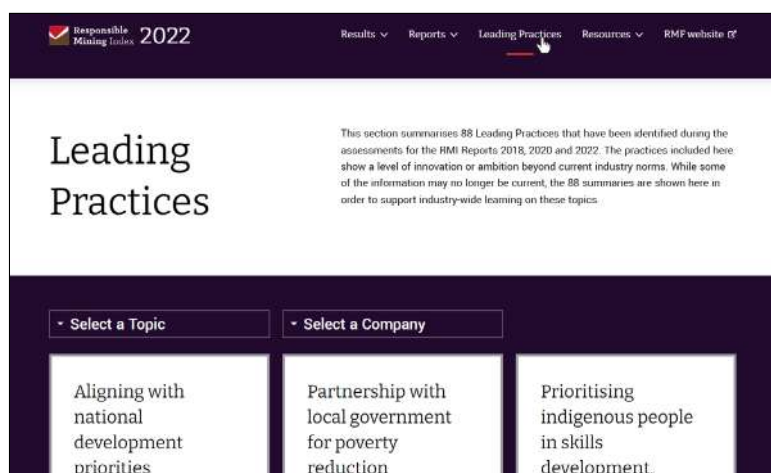 Responsible
Mining Index 2022
Results Reports Leading Practices Resources RMF website
Leading
Practices
This section summarises 88 Leading Practices that have been identified during the
assessments for the RMI Reports 2018, 2020 and 2022. The practices included here
show a level of innovation or ambition beyond current industry norms. While some
of the information may no longer be current, the 88 summaries are shown here in
order to support industry-wide learning on these topics
Select a Topic Select a Company
Aligning with
national
development
priorities
Partnership with
local government
for poverty
reduction
Prioritising
indigenous people
in skills
development